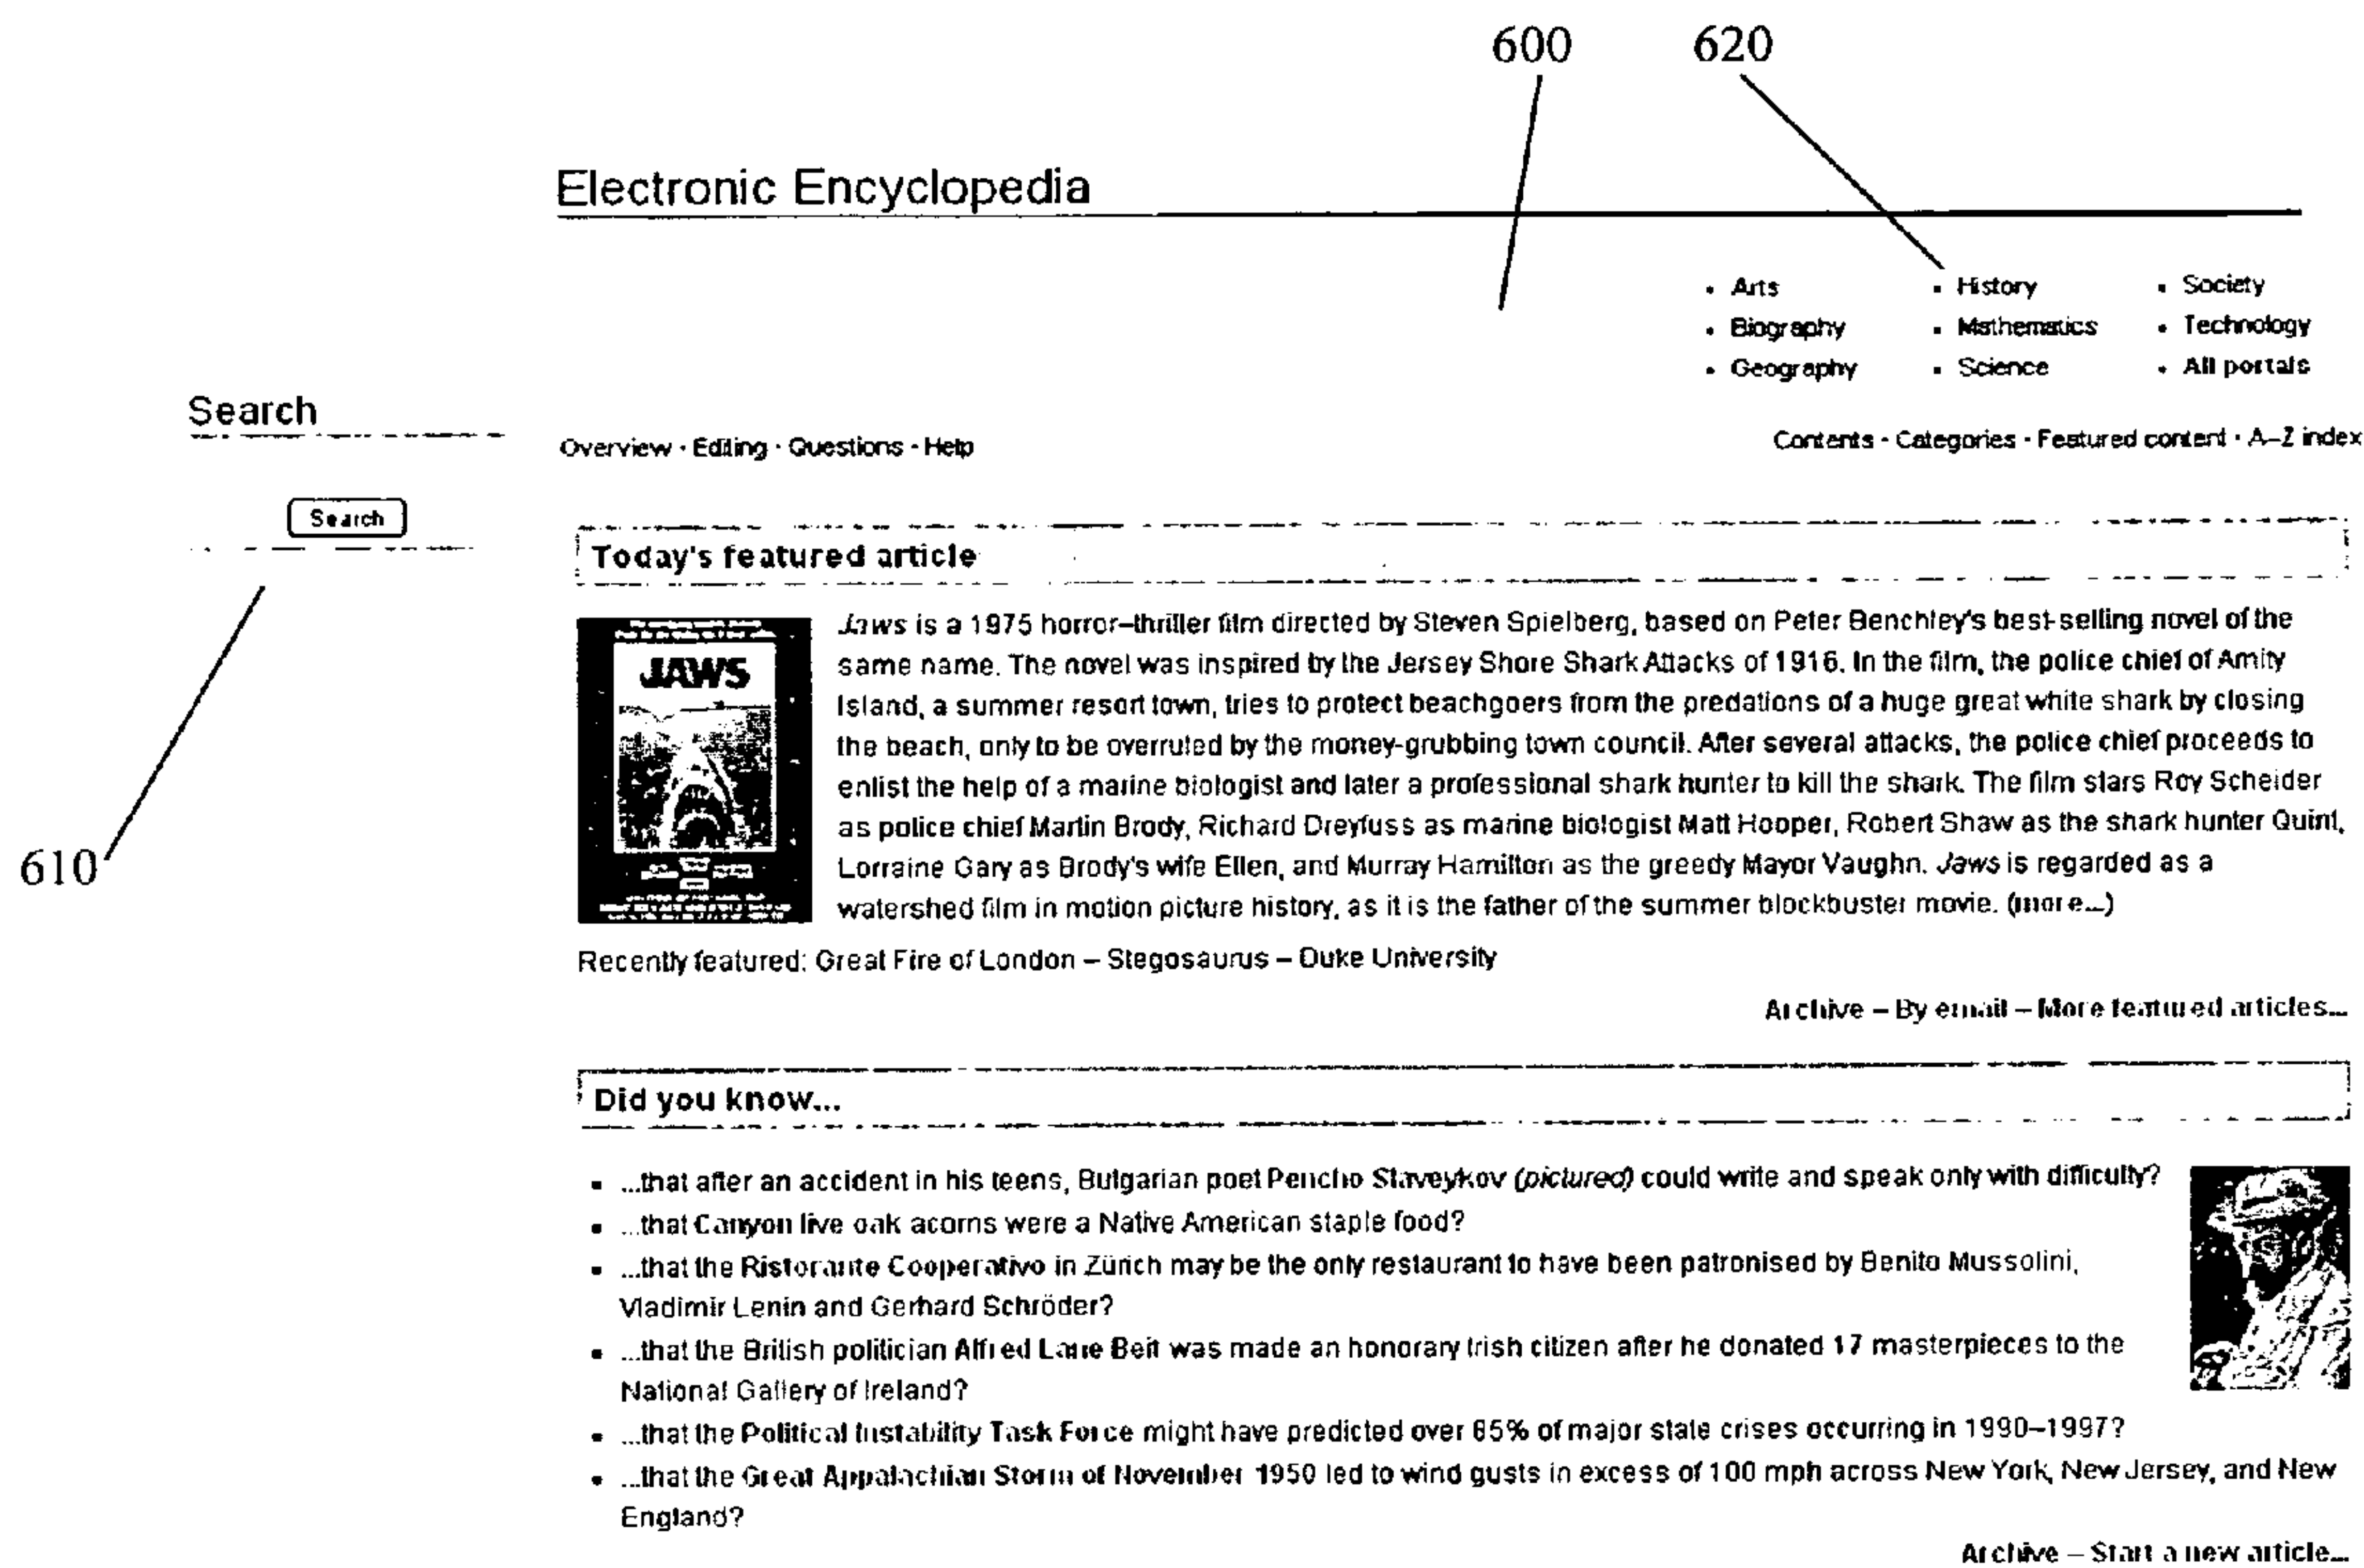 600 620
Electronic Encyclopedia
• Arts • History • Society
• Biography • Mathematics • Technology
• Geography • Science • All portals
Search
Overview · Editing · Questions · Help
Contents · Categories · Featured content · A–Z index
Search
Today's featured article
JAWS
Jaws is a 1975 horror–thriller film directed by Steven Spielberg, based on Peter Benchley's best-selling novel of the
same name. The novel was inspired by the Jersey Shore Shark Attacks of 1916. In the film, the police chief of Amity
Island, a summer resort town, tries to protect beachgoers from the predations of a huge great white shark by closing
the beach, only to be overruled by the money-grubbing town council. After several attacks, the police chief proceeds to
enlist the help of a marine biologist and later a professional shark hunter to kill the shark. The film stars Roy Scheider
as police chief Martin Brody, Richard Dreyfuss as marine biologist Matt Hooper, Robert Shaw as the shark hunter Quint,
Lorraine Gary as Brody's wife Ellen, and Murray Hamilton as the greedy Mayor Vaughn. Jaws is regarded as a
watershed film in motion picture history, as it is the father of the summer blockbuster movie. (more...)
610
Recently featured: Great Fire of London – Stegosaurus – Duke University
Archive – By email – More featured articles...
Did you know...
▪ ...that after an accident in his teens, Bulgarian poet Pencho Slaveykov (pictured) could write and speak only with difficulty?
▪ ...that Canyon live oak acorns were a Native American staple food?
▪ ...that the Ristorante Cooperativo in Zürich may be the only restaurant to have been patronised by Benito Mussolini,
Vladimir Lenin and Gerhard Schröder?
▪ ...that the British politician Alfred Lane Beit was made an honorary Irish citizen after he donated 17 masterpieces to the
National Gallery of Ireland?
▪ ...that the Political Instability Task Force might have predicted over 85% of major state crises occurring in 1990–1997?
▪ ...that the Great Appalachian Storm of November 1950 led to wind gusts in excess of 100 mph across New York, New Jersey, and New
England?
Archive – Start a new article...